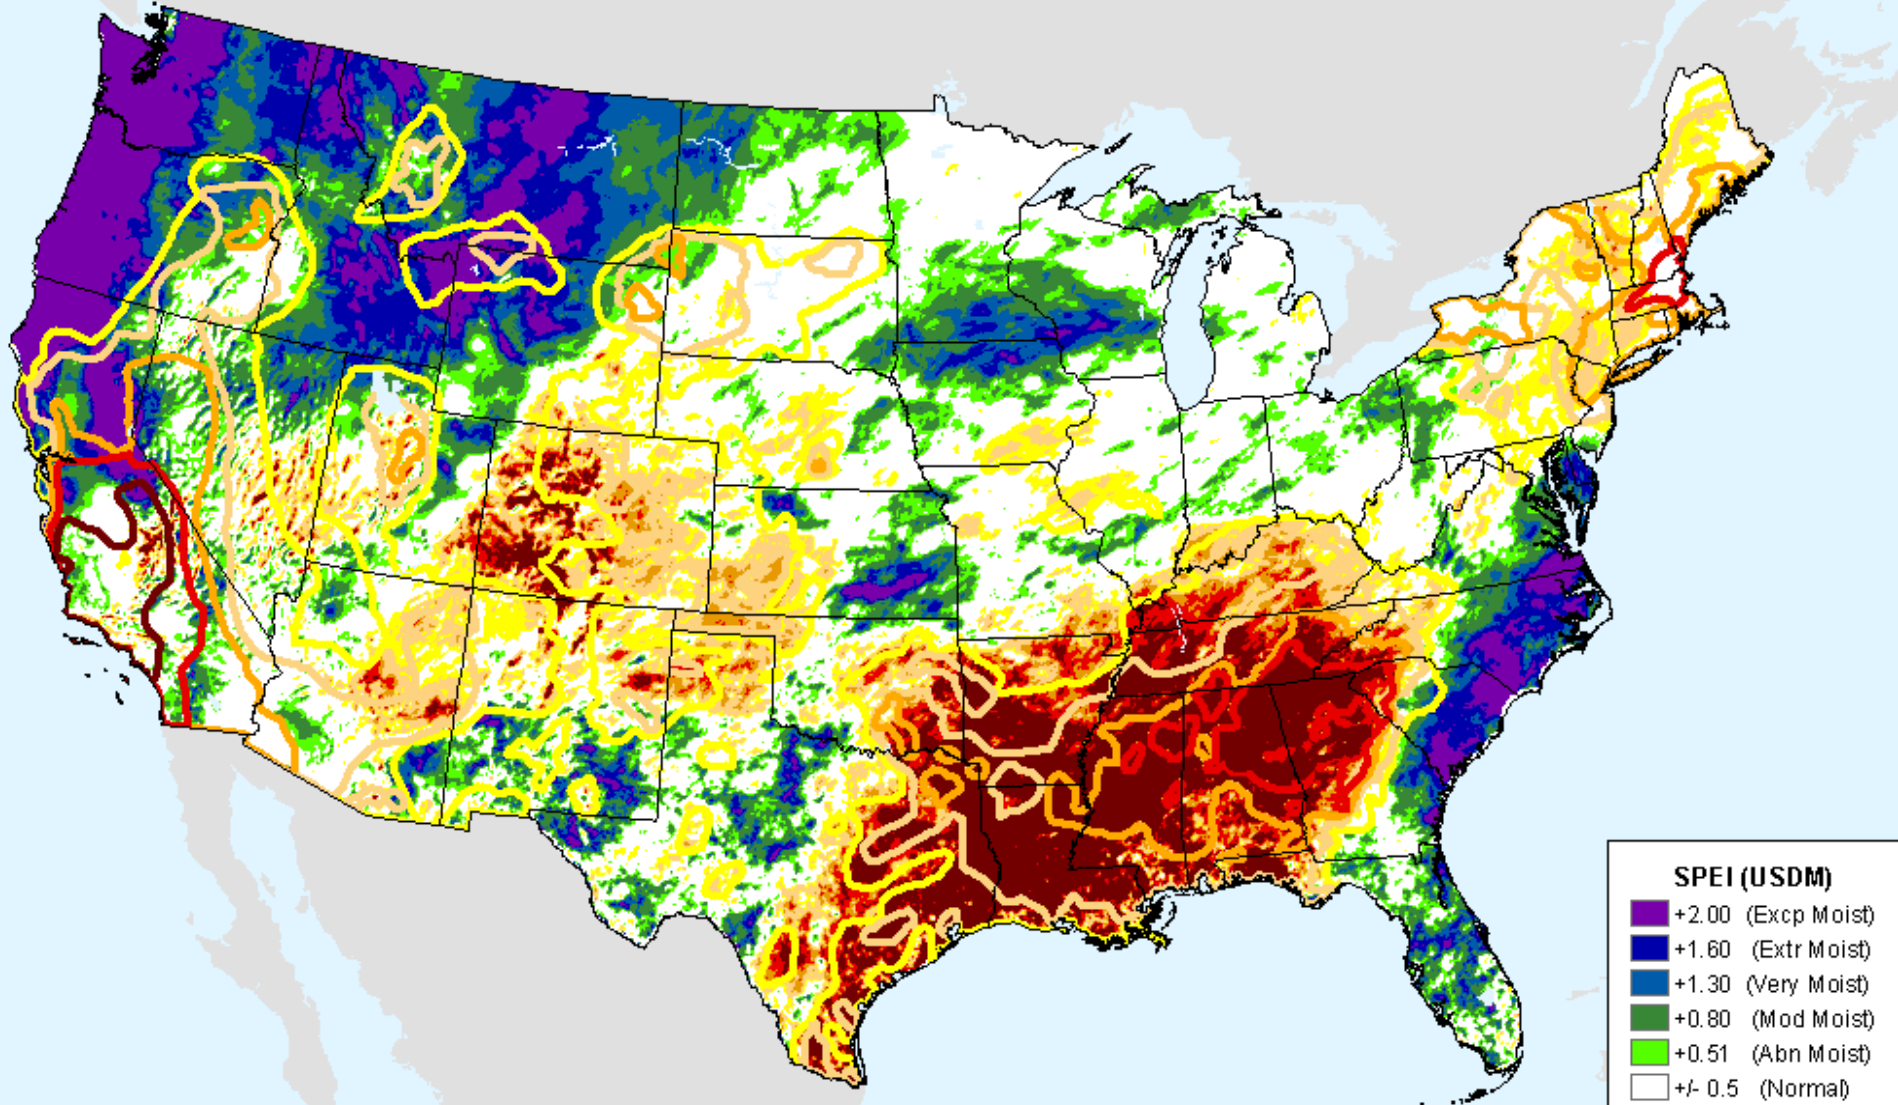 SPEI (USDM)
+2.00 (Excp Moist)
+1.60 (Extr Moist)
+1.30 (Very Moist)
+0.80 (Mod Moist)
+0.51 (Abn Moist)
+/- 0.5 (Normal)